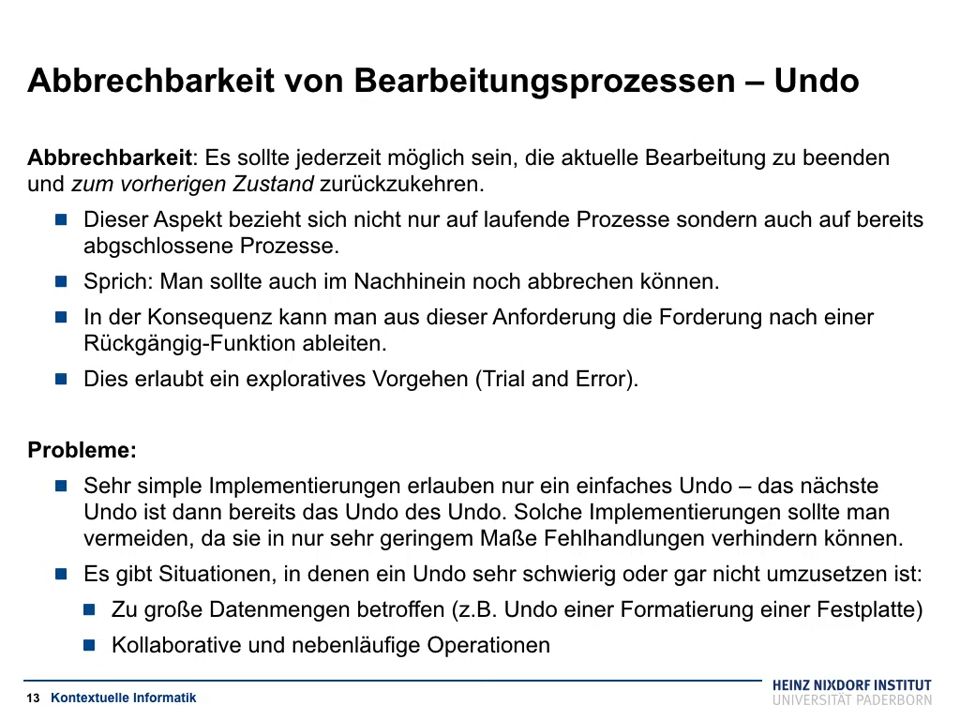 Abbrechbarkeit von Bearbeitungsprozessen – Undo
Abbrechbarkeit: Es sollte jederzeit möglich sein, die aktuelle Bearbeitung zu beenden
und zum vorherigen Zustand zurückzukehren.
Dieser Aspekt bezieht sich nicht nur auf laufende Prozesse sondern auch auf bereits
abgschlossene Prozesse.
Sprich: Man sollte auch im Nachhinein noch abbrechen können.
In der Konsequenz kann man aus dieser Anforderung die Forderung nach einer
Rückgängig-Funktion ableiten.
Dies erlaubt ein exploratives Vorgehen (Trial and Error).
Probleme:
Sehr simple Implementierungen erlauben nur ein einfaches Undo – das nächste
Undo ist dann bereits das Undo des Undo. Solche Implementierungen sollte man
vermeiden, da sie in nur sehr geringem Maße Fehlhandlungen verhindern können.
Es gibt Situationen, in denen ein Undo sehr schwierig oder gar nicht umzusetzen ist:
Zu große Datenmengen betroffen (z.B. Undo einer Formatierung einer Festplatte)
Kollaborative und nebenläufige Operationen
13 Kontextuelle Informatik
HEINZ NIXDORF INSTITUT
UNIVERSITÄT PADERBORN